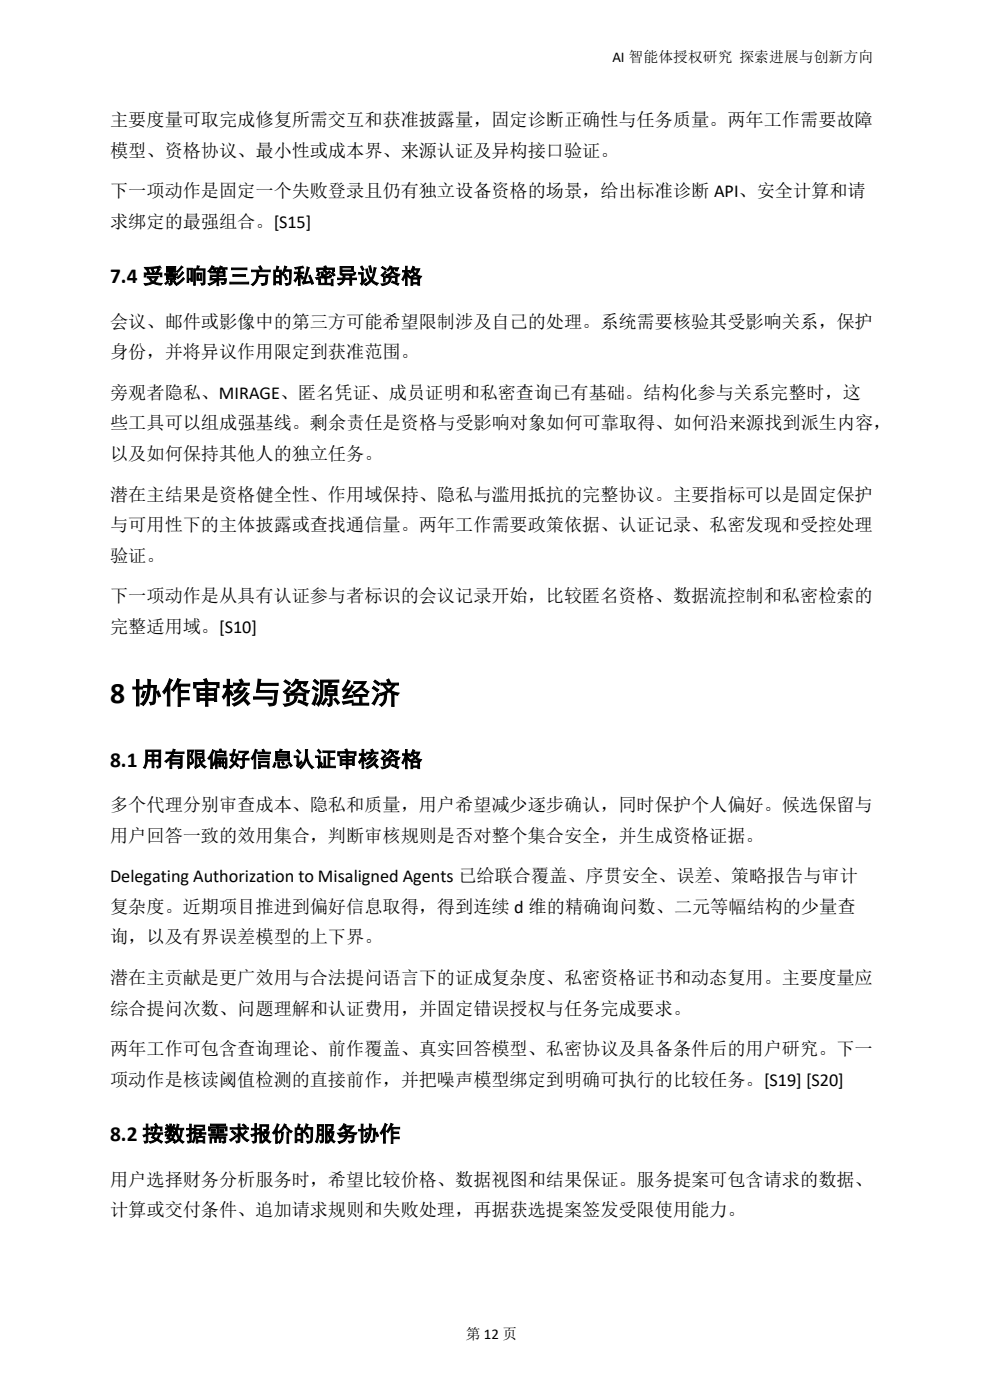 AI 智能体授权研究 探索进展与创新方向
主要度量可取完成修复所需交互和获准披露量，固定诊断正确性与任务质量。两年工作需要故障
模型、资格协议、最小性或成本界、来源认证及异构接口验证。
下一项动作是固定一个失败登录且仍有独立设备资格的场景，给出标准诊断 API、安全计算和请
求绑定的最强组合。[S15]
7.4 受影响第三方的私密异议资格
会议、邮件或影像中的第三方可能希望限制涉及自己的处理。系统需要核验其受影响关系，保护
身份，并将异议作用限定到获准范围。
旁观者隐私、MIRAGE、匿名凭证、成员证明和私密查询已有基础。结构化参与关系完整时，这
些工具可以组成强基线。剩余责任是资格与受影响对象如何可靠取得、如何沿来源找到派生内容，
以及如何保持其他人的独立任务。
潜在主结果是资格健全性、作用域保持、隐私与滥用抵抗的完整协议。主要指标可以是固定保护
与可用性下的主体披露或查找通信量。两年工作需要政策依据、认证记录、私密发现和受控处理
验证。
下一项动作是从具有认证参与者标识的会议记录开始，比较匿名资格、数据流控制和私密检索的
完整适用域。[S10]
8 协作审核与资源经济
8.1 用有限偏好信息认证审核资格
多个代理分别审查成本、隐私和质量，用户希望减少逐步确认，同时保护个人偏好。候选保留与
用户回答一致的效用集合，判断审核规则是否对整个集合安全，并生成资格证据。
Delegating Authorization to Misaligned Agents 已给联合覆盖、序贯安全、误差、策略报告与审计
复杂度。近期项目推进到偏好信息取得，得到连续 d 维的精确询问数、二元等幅结构的少量查
询，以及有界误差模型的上下界。
潜在主贡献是更广效用与合法提问语言下的证成复杂度、私密资格证书和动态复用。主要度量应
综合提问次数、问题理解和认证费用，并固定错误授权与任务完成要求。
两年工作可包含查询理论、前作覆盖、真实回答模型、私密协议及具备条件后的用户研究。下一
项动作是核读阈值检测的直接前作，并把噪声模型绑定到明确可执行的比较任务。[S19] [S20]
8.2 按数据需求报价的服务协作
用户选择财务分析服务时，希望比较价格、数据视图和结果保证。服务提案可包含请求的数据、
计算或交付条件、追加请求规则和失败处理，再据获选提案签发受限使用能力。
第 12 页